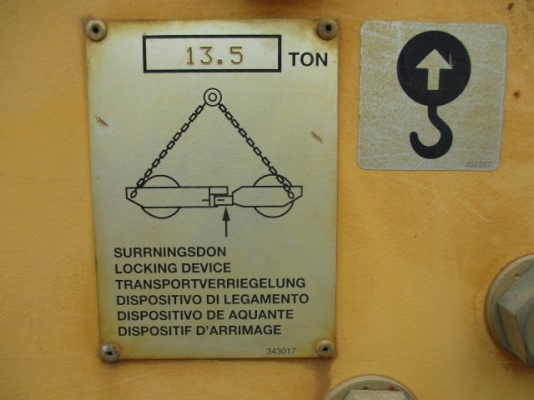 13.5 TON
SURRNINGSDON
LOCKING DEVICE
TRANSPORTVERRIEGELUNG
DISPOSITIVO DI LEGAMENTO
DISPOSITIVO DE AQUANTE
DISPOSITIF D'ARRIMAGE
343017